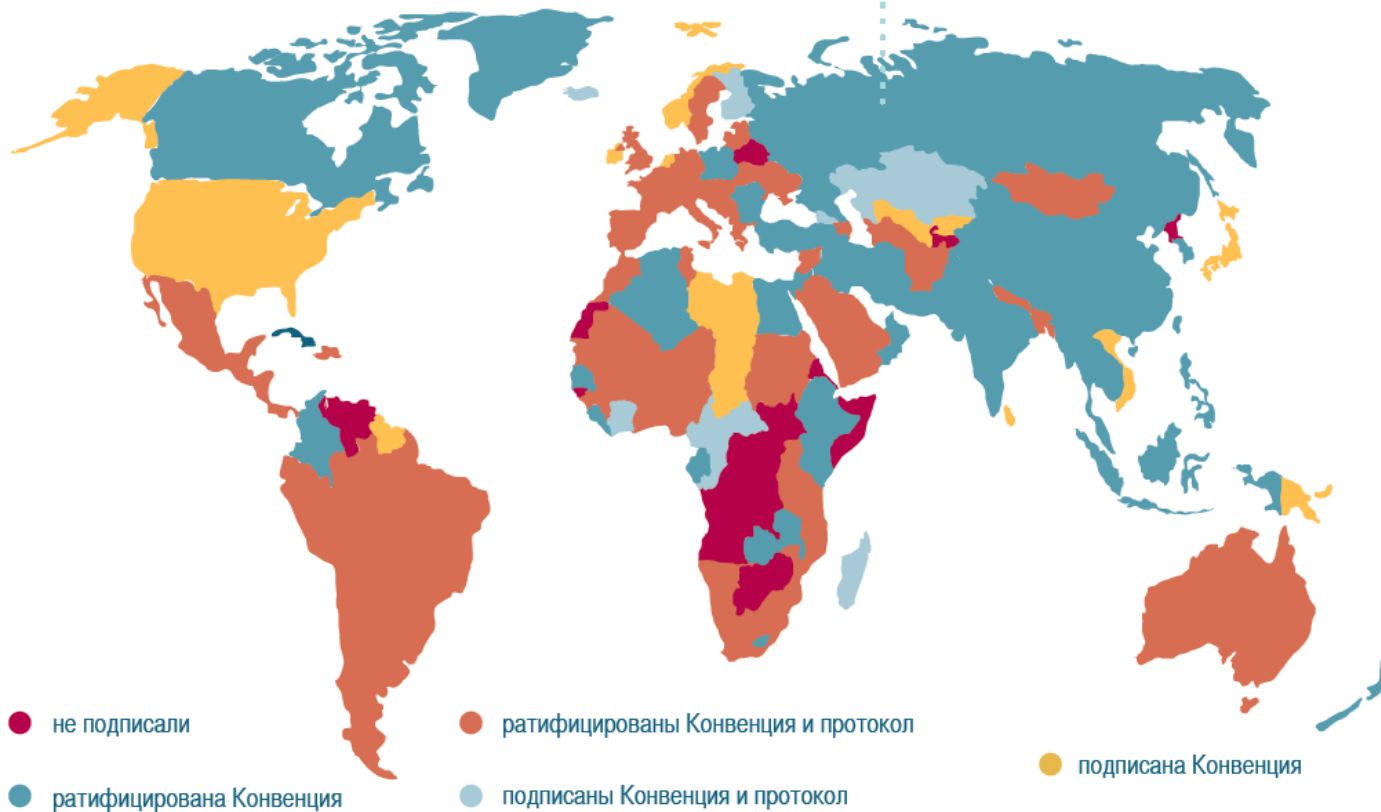 не подписали
ратифицированы Конвенция и протокол
подписана Конвенция
ратифицирована Конвенция
подписаны Конвенция и протокол